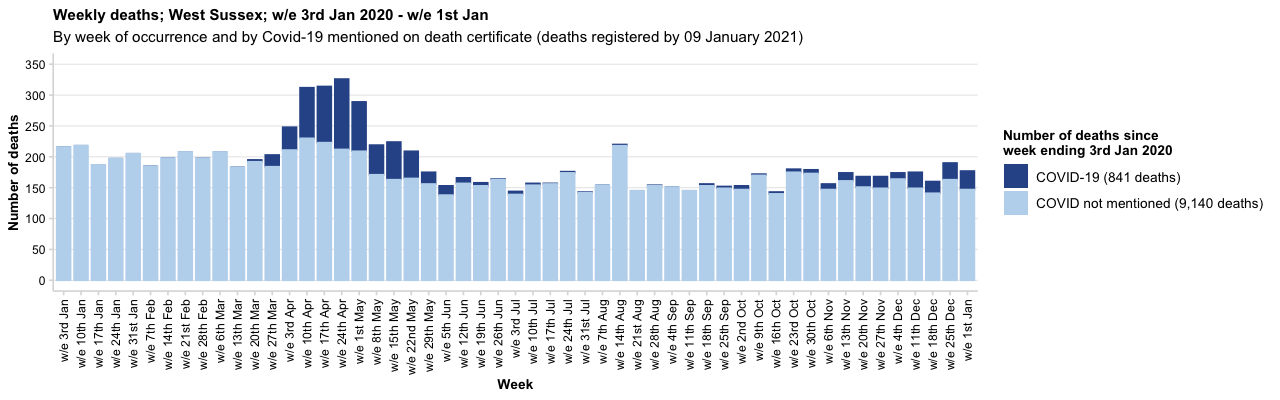 Weekly deaths; West Sussex; w/e 3rd Jan 2020 - w/e 1st Jan
By week of occurrence and by Covid-19 mentioned on death certificate (deaths registered by 09 January 2021)
Number of deaths
350
300
250
200
150
100
50
0
w/e 3rd Jan
w/e 10th Jan
w/e 17th Jan
w/e 24th Jan
w/e 31st Jan
w/e 7th Feb
w/e 14th Feb
w/e 21st Feb
w/e 28th Feb
w/e 6th Mar
w/e 13th Mar
w/e 20th Mar
w/e 27th Mar
w/e 3rd Apr
w/e 10th Apr
w/e 17th Apr
w/e 24th Apr
w/e 1st May
w/e 8th May
w/e 15th May
w/e 22nd May
w/e 29th May
w/e 5th Jun
w/e 12th Jun
w/e 19th Jun
w/e 26th Jun
w/e 3rd Jul
w/e 10th Jul
w/e 17th Jul
w/e 24th Jul
w/e 31st Jul
w/e 7th Aug
w/e 14th Aug
w/e 21st Aug
w/e 28th Aug
w/e 4th Sep
w/e 11th Sep
w/e 18th Sep
w/e 25th Sep
w/e 2nd Oct
w/e 9th Oct
w/e 16th Oct
w/e 23rd Oct
w/e 30th Oct
w/e 6th Nov
w/e 13th Nov
w/e 20th Nov
w/e 27th Nov
w/e 4th Dec
w/e 11th Dec
w/e 18th Dec
w/e 25th Dec
w/e 1st Jan
Week
Number of deaths since
week ending 3rd Jan 2020
COVID-19 (841 deaths)
COVID not mentioned (9,140 deaths)